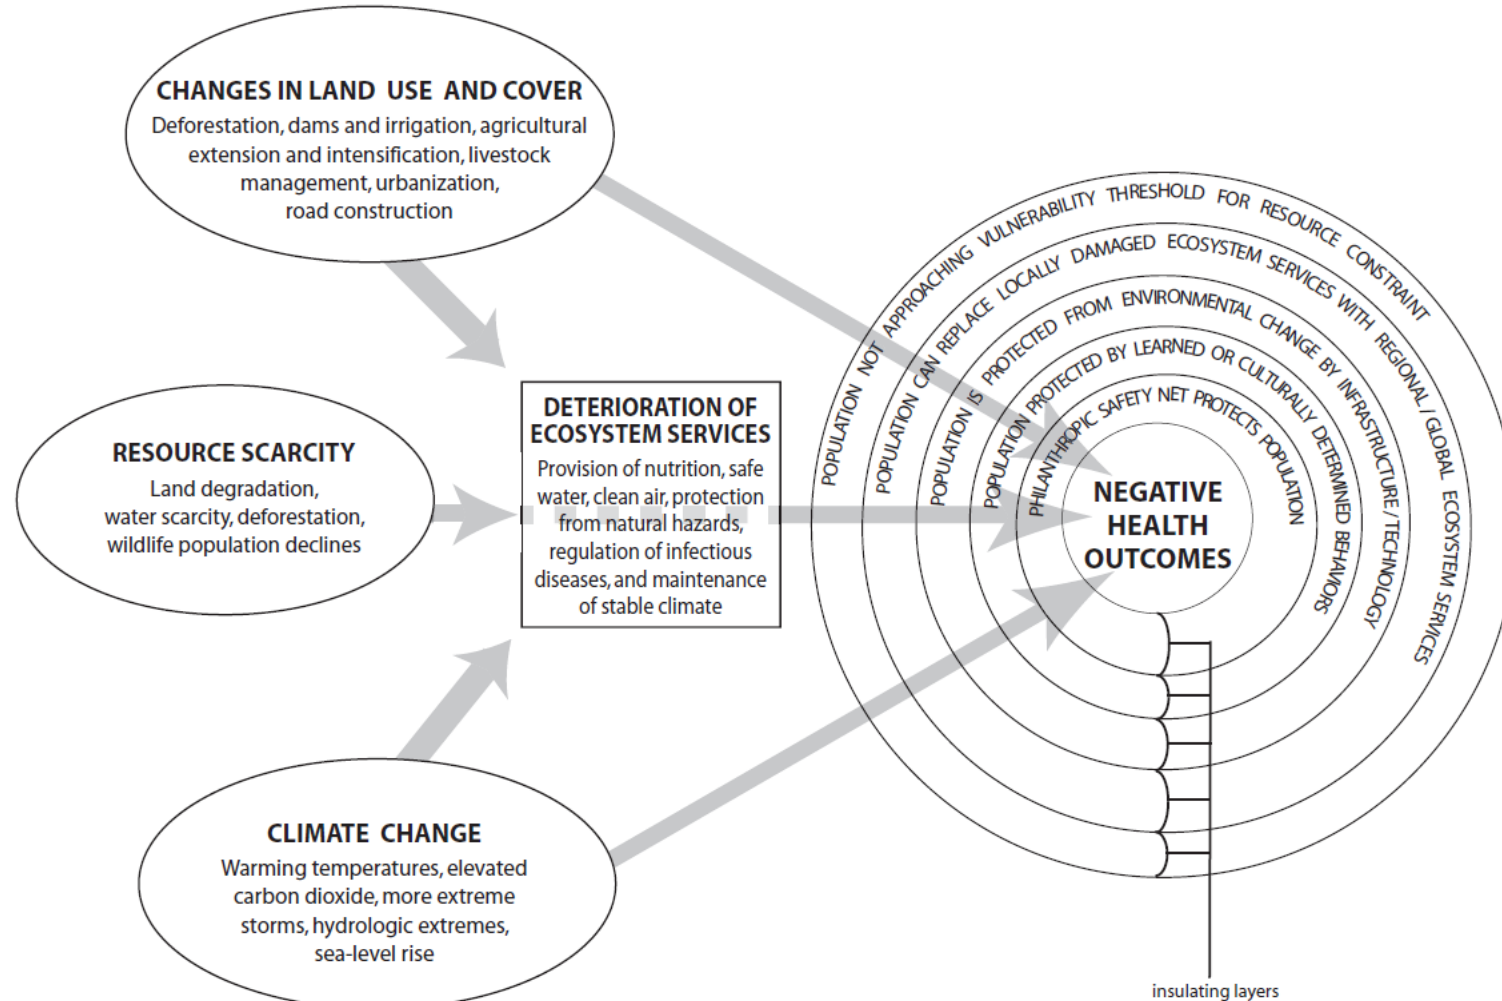 CHANGES IN LAND USE AND COVER
Deforestation, dams and irrigation, agricultural
extension and intensification, livestock
management, urbanization,
road construction
RESOURCE SCARCITY
Land degradation,
water scarcity, deforestation,
wildlife population declines
CLIMATE CHANGE
Warming temperatures, elevated
carbon dioxide, more extreme
storms, hydrologic extremes,
sea-level rise
DETERIORATION OF
ECOSYSTEM SERVICES
Provision of nutrition, safe
water, clean air, protection
from natural hazards,
regulation of infectious
diseases, and maintenance
of stable climate
POPULATION NOT APPROACHING VULNERABILITY THRESHOLD FOR RESOURCE CONSTRAINT
POPULATION CAN REPLACE LOCALLY DAMAGED ECOSYSTEM SERVICES WITH REGIONAL / GLOBAL ECOSYSTEM SERVICES
POPULATION IS PROTECTED FROM ENVIRONMENTAL CHANGE BY INFRASTRUCTURE / TECHNOLOGY
POPULATION PROTECTED BY LEARNED OR CULTURALLY DETERMINED BEHAVIORS
PHILANTHROPIC SAFETY NET PROTECTS POPULATION
NEGATIVE
HEALTH
OUTCOMES
insulating layers